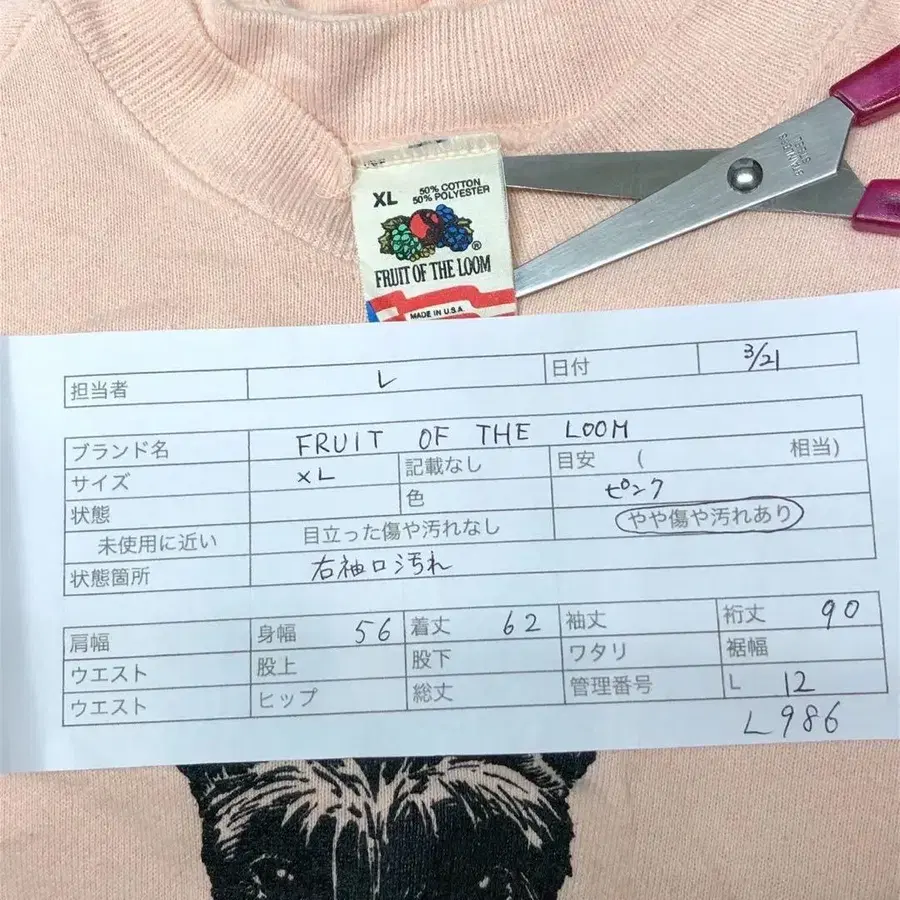 STAINLESS STEEL
XL 50% COTTON
50% POLYESTER
®
FRUIT OF THE LOOM
MADE IN U.S.A.
担当者 L 日付 3/21
ブランド名 FRUIT OF THE LOOM
サイズ XL 記載なし 目安 ( 相当)
状態 色 ピンク
未使用に近い 目立った傷や汚れなし やや傷や汚れあり
状態箇所 右袖口汚れ
肩幅 身幅 56 着丈 62 袖丈 裄丈 90
ウエスト 股上 股下 ワタリ 裾幅
ウエスト ヒップ 総丈 管理番号 L 12
L986